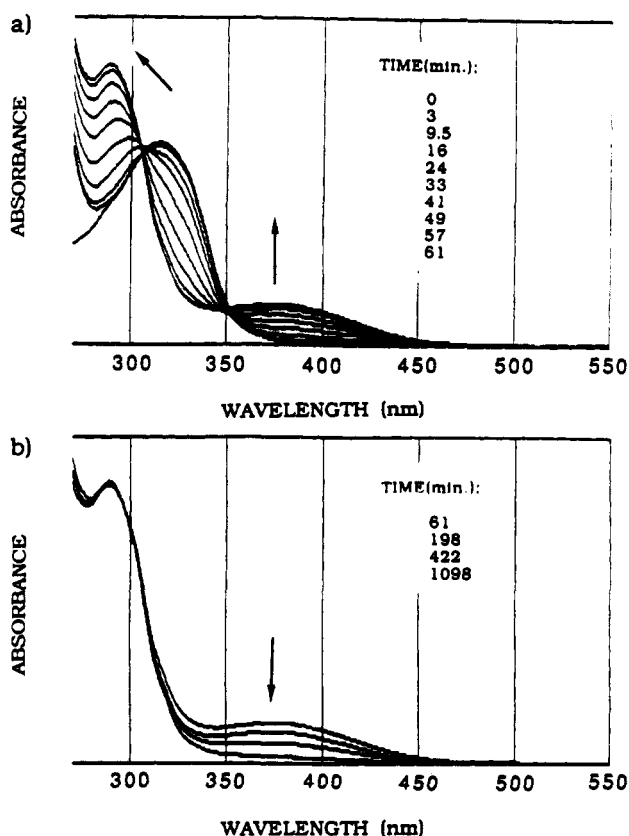 a)
ABSORBANCE
TIME(min.):
0
3
9.5
16
24
33
41
49
57
61
300 350 400 450 500 550
WAVELENGTH (nm)
b)
ABSORBANCE
TIME(min.):
61
198
422
1098
300 350 400 450 500 550
WAVELENGTH (nm)